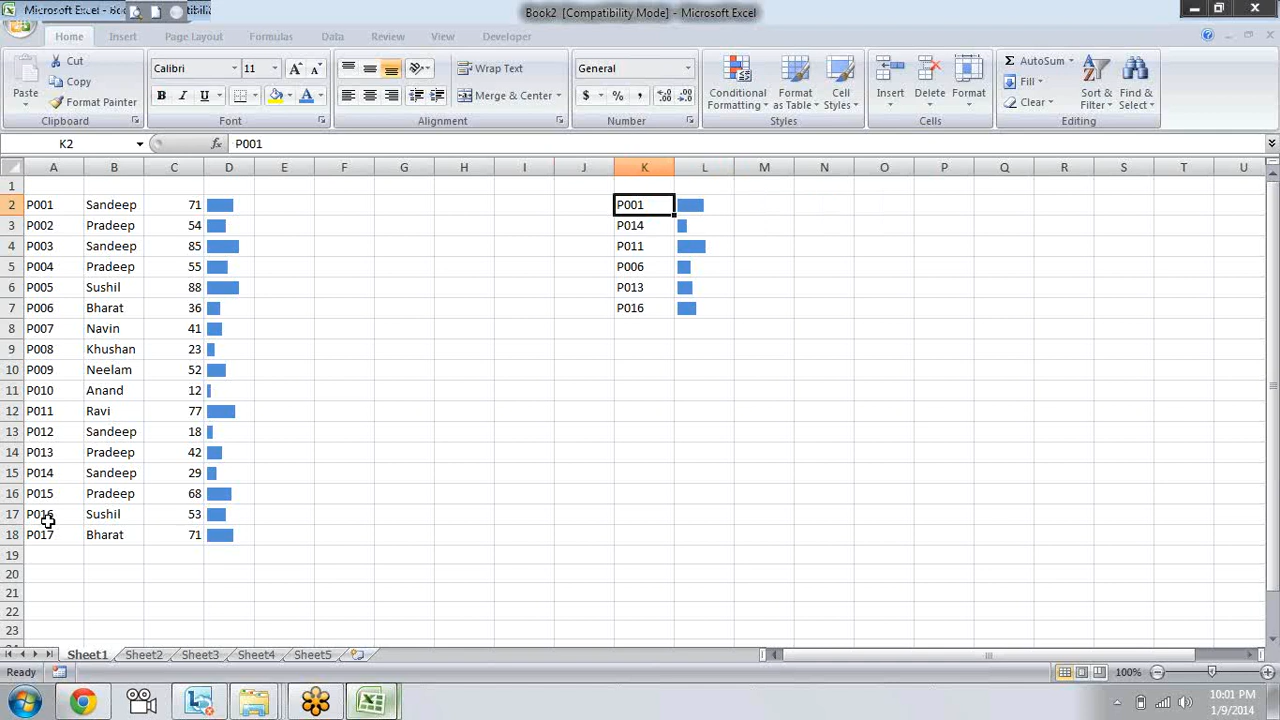 Microsoft Excel - Bo
Book2 [Compatibility Mode] - Microsoft Excel
Home Insert Page Layout Formulas Data Review View Developer
Paste
Cut
Copy
Format Painter
Clipboard
Calibri 11
B I U
Font
Wrap Text
Merge & Center
Alignment
General
$ % ,
Number
Conditional Formatting
Format as Table
Cell Styles
Styles
Insert Delete Format
Cells
Σ AutoSum
Fill
Clear
Sort & Filter
Find & Select
Editing
K2 fx P001
A B C D E F G H I J K L M N O P Q R S T U
1
2 P001 Sandeep 71 P001
3 P002 Pradeep 54 P014
4 P003 Sandeep 85 P011
5 P004 Pradeep 55 P006
6 P005 Sushil 88 P013
7 P006 Bharat 36 P016
8 P007 Navin 41
9 P008 Khushan 23
10 P009 Neelam 52
11 P010 Anand 12
12 P011 Ravi 77
13 P012 Sandeep 18
14 P013 Pradeep 42
15 P014 Sandeep 29
16 P015 Pradeep 68
17 P016 Sushil 53
18 P017 Bharat 71
19
20
21
22
23
Sheet1 Sheet2 Sheet3 Sheet4 Sheet5
Ready 100%
10:01 PM
1/9/2014